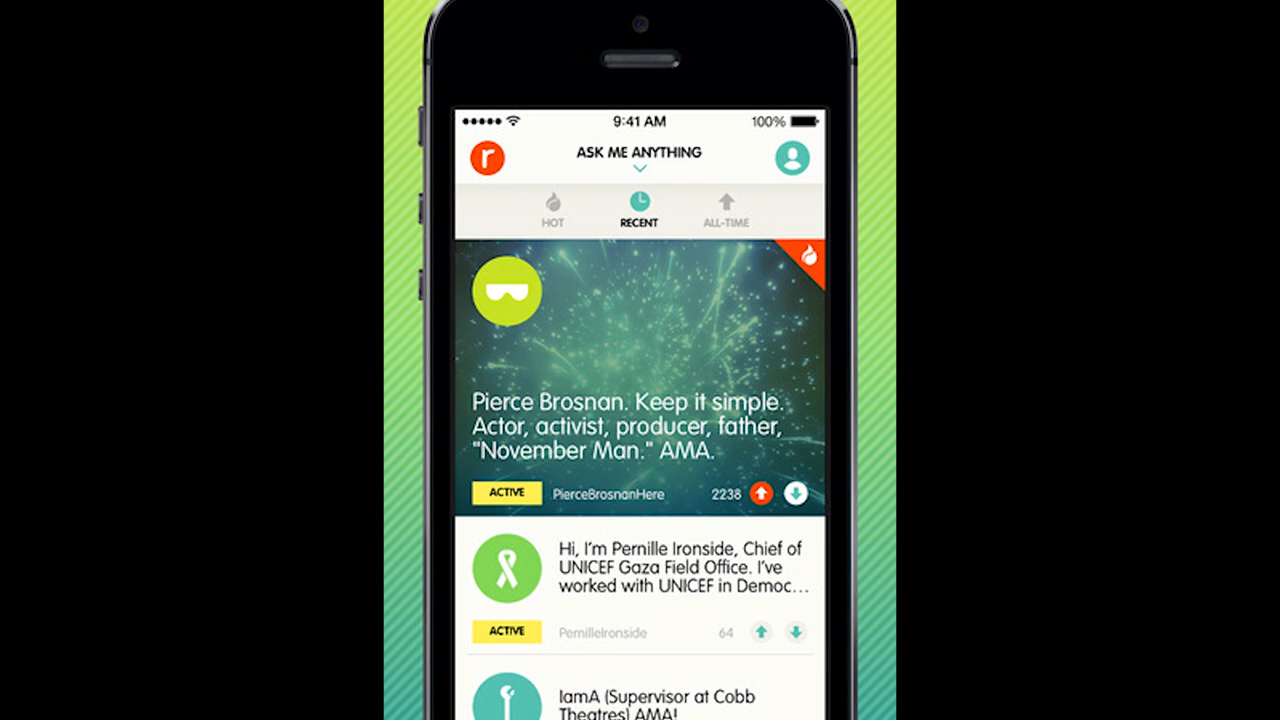 9:41 AM
100%
r
ASK ME ANYTHING
HOT
RECENT
ALL-TIME
Pierce Brosnan. Keep it simple.
Actor, activist, producer, father,
"November Man." AMA.
ACTIVE
PierceBrosnanHere
2238
Hi, I'm Pernille Ironside, Chief of
UNICEF Gaza Field Office. I've
worked with UNICEF in Democ...
ACTIVE
PernilleIronside
64
IamA (Supervisor at Cobb
Theatres) AMA!